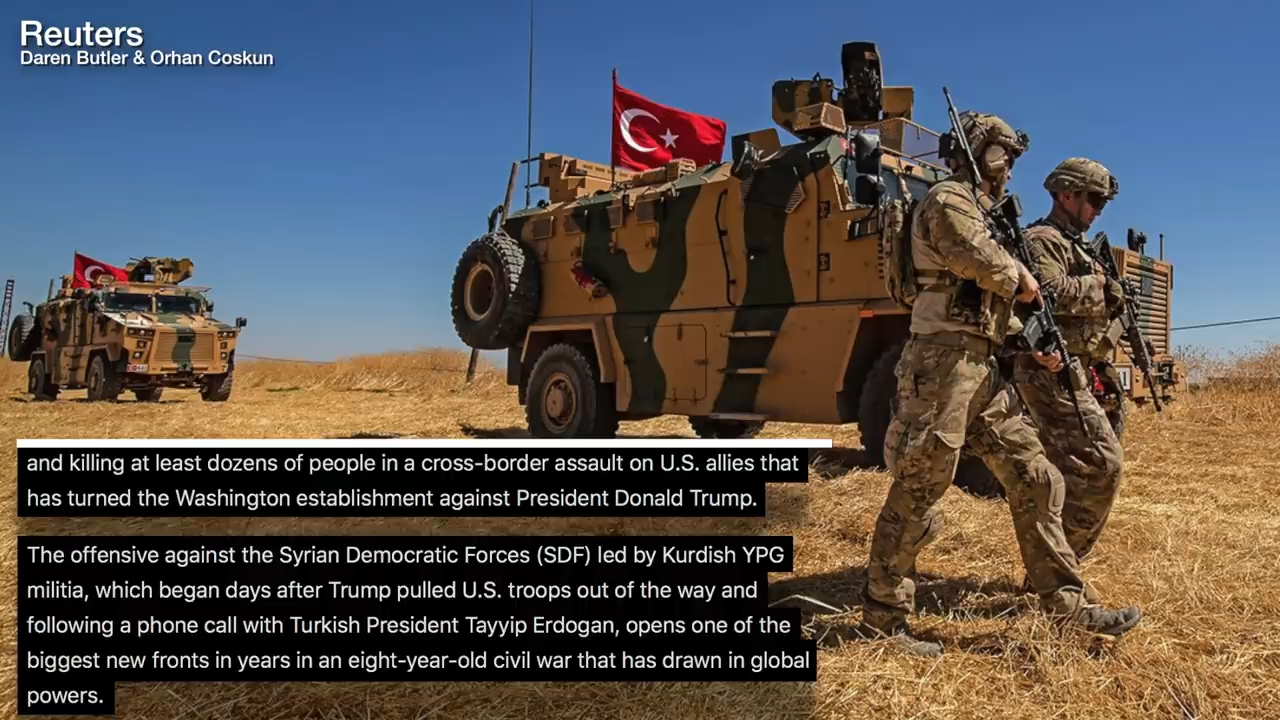 Reuters
Daren Butler & Orhan Coskun
and killing at least dozens of people in a cross-border assault on U.S. allies that
has turned the Washington establishment against President Donald Trump.
The offensive against the Syrian Democratic Forces (SDF) led by Kurdish YPG
militia, which began days after Trump pulled U.S. troops out of the way and
following a phone call with Turkish President Tayyip Erdogan, opens one of the
biggest new fronts in years in an eight-year-old civil war that has drawn in global
powers.